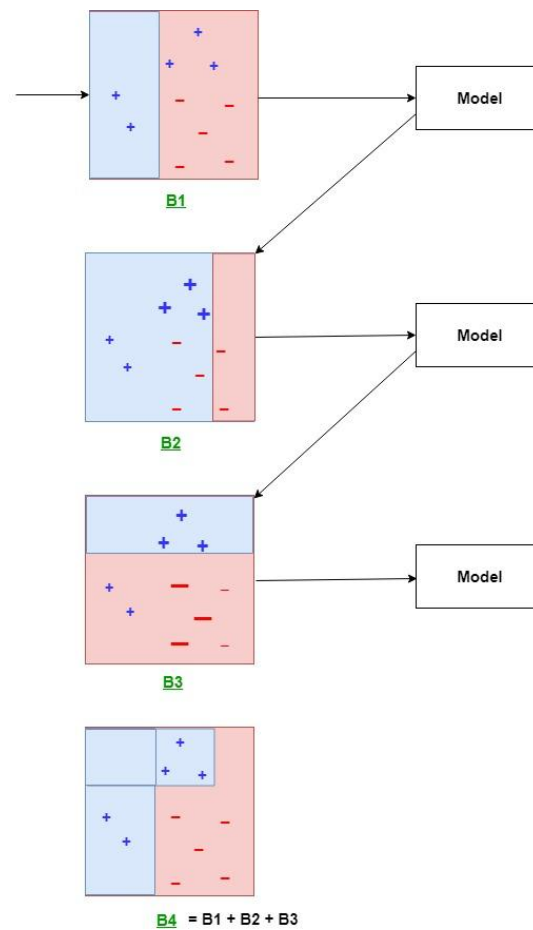 Model
B1
Model
B2
Model
B3
B4 = B1 + B2 + B3